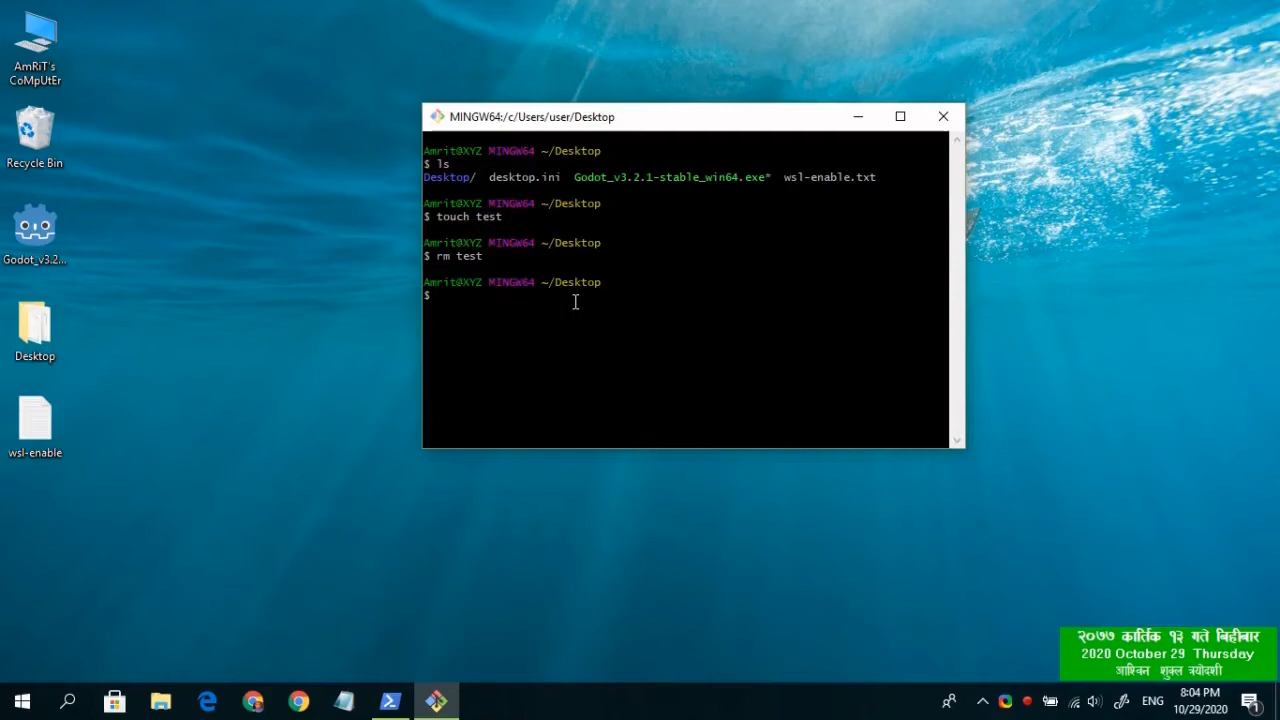 AmRiT's
CoMpUtEr
Recycle Bin
Godot_v3.2...
Desktop
wsl-enable
MINGW64:/c/Users/user/Desktop
Amrit@XYZ MINGW64 ~/Desktop
$ ls
Desktop/ desktop.ini Godot_v3.2.1-stable_win64.exe* wsl-enable.txt
Amrit@XYZ MINGW64 ~/Desktop
$ touch test
Amrit@XYZ MINGW64 ~/Desktop
$ rm test
Amrit@XYZ MINGW64 ~/Desktop
$
२०७७ कार्तिक १३ गते बिहीबार
2020 October 29 Thursday
आश्विन शुक्ल त्रयोदशी
ENG
8:04 PM
10/29/2020
1